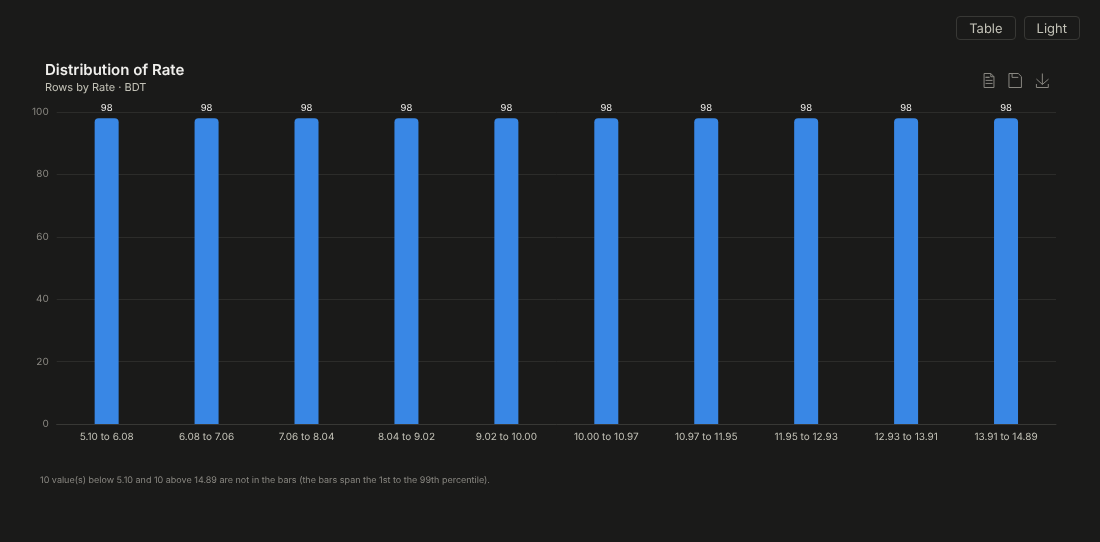 Table Light
Distribution of Rate
Rows by Rate · BDT
98 98 98 98 98 98 98 98 98 98
100
80
60
40
20
0
5.10 to 6.08 6.08 to 7.06 7.06 to 8.04 8.04 to 9.02 9.02 to 10.00 10.00 to 10.97 10.97 to 11.95 11.95 to 12.93 12.93 to 13.91 13.91 to 14.89
10 value(s) below 5.10 and 10 above 14.89 are not in the bars (the bars span the 1st to the 99th percentile).